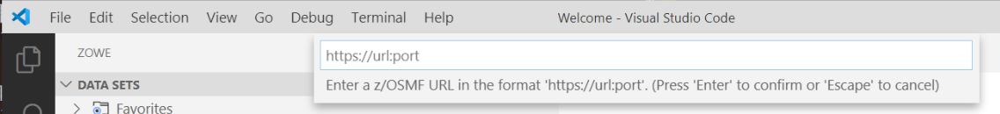 File Edit Selection View Go Debug Terminal Help Welcome - Visual Studio Code
ZOWE
https://url:port
DATA SETS
Enter a z/OSMF URL in the format 'https://url:port'. (Press 'Enter' to confirm or 'Escape' to cancel)
Favorites